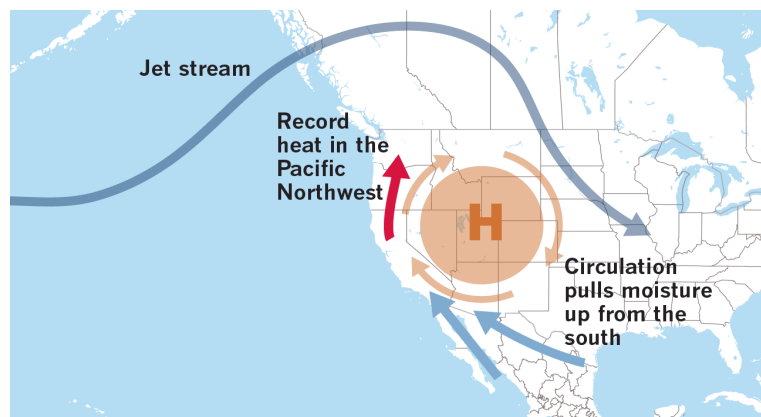 Jet stream
Record
heat in the
Pacific
Northwest
H
Circulation
pulls moisture
up from the
south